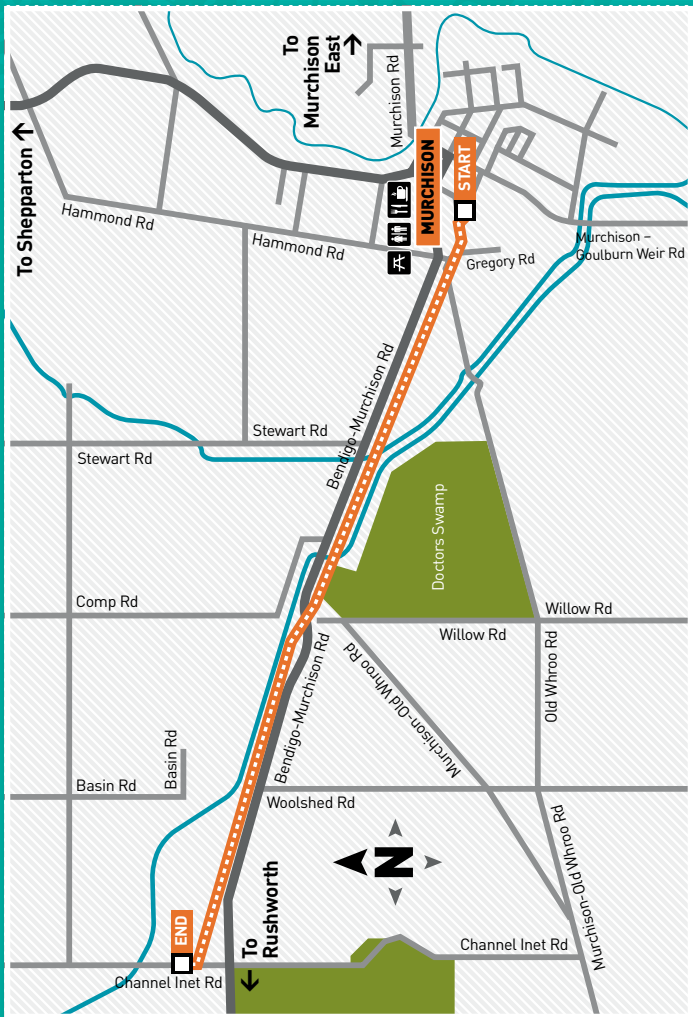 To Shepparton →
To
Murchison
East
→
Murchison Rd
MURCHISON
START
Hammond Rd
Hammond Rd
Gregory Rd
Murchison –
Goulburn Weir Rd
Bendigo-Murchison Rd
Stewart Rd
Stewart Rd
Doctors Swamp
Comp Rd
Willow Rd
Willow Rd
Bendigo-Murchison Rd
Murchison-Old Whroo Rd
Old Whroo Rd
Basin Rd
Basin Rd
Woolshed Rd
Murchison-Old Whroo Rd
N
END
← To
Rushworth
Channel Inet Rd
Channel Inet Rd